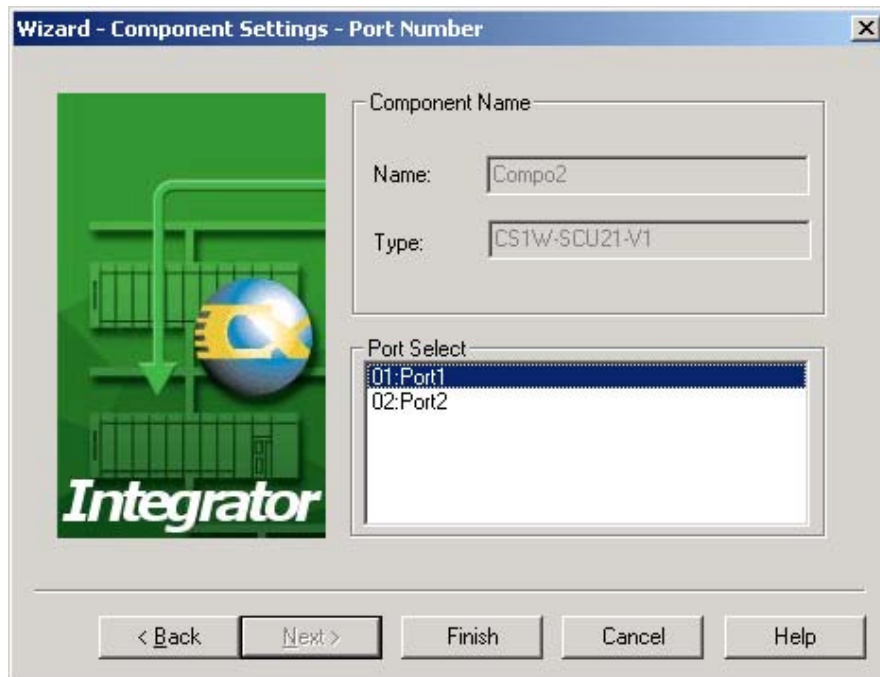 Wizard - Component Settings - Port Number
Component Name
Name:
Compo2
Type:
CS1W-SCU21-V1
Cx
Integrator
Port Select
01:Port1
02:Port2
< Back
Next >
Finish
Cancel
Help